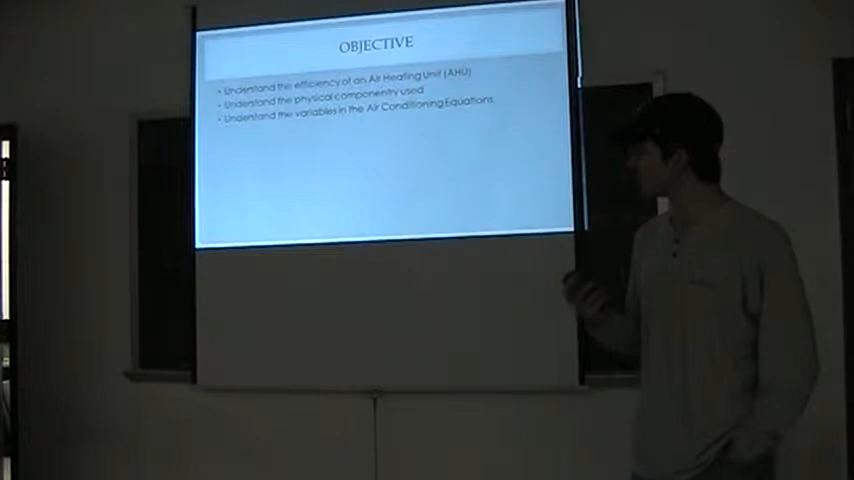 OBJECTIVE
• Understand the efficiency of an Air Heating Unit (AHU)
• Understand the physical componentry used
• Understand the variables in the Air Conditioning Equations